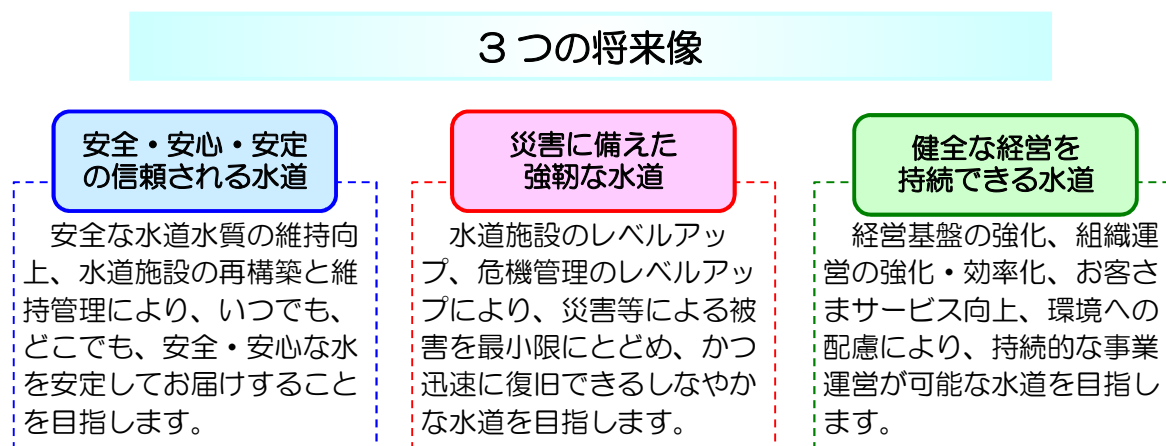 3つの将来像
安全・安心・安定
の信頼される水道
安全な水道水質の維持向
上、水道施設の再構築と維
持管理により、いつでも、
どこでも、安全・安心な水
を安定してお届けすること
を目指します。
災害に備えた
強靭な水道
水道施設のレベルアッ
プ、危機管理のレベルアッ
プにより、災害等による被
害を最小限にとどめ、かつ
迅速に復旧できるしなやか
な水道を目指します。
健全な経営を
持続できる水道
経営基盤の強化、組織運
営の強化・効率化、お客さ
まサービス向上、環境への
配慮により、持続的な事業
運営が可能な水道を目指し
ます。